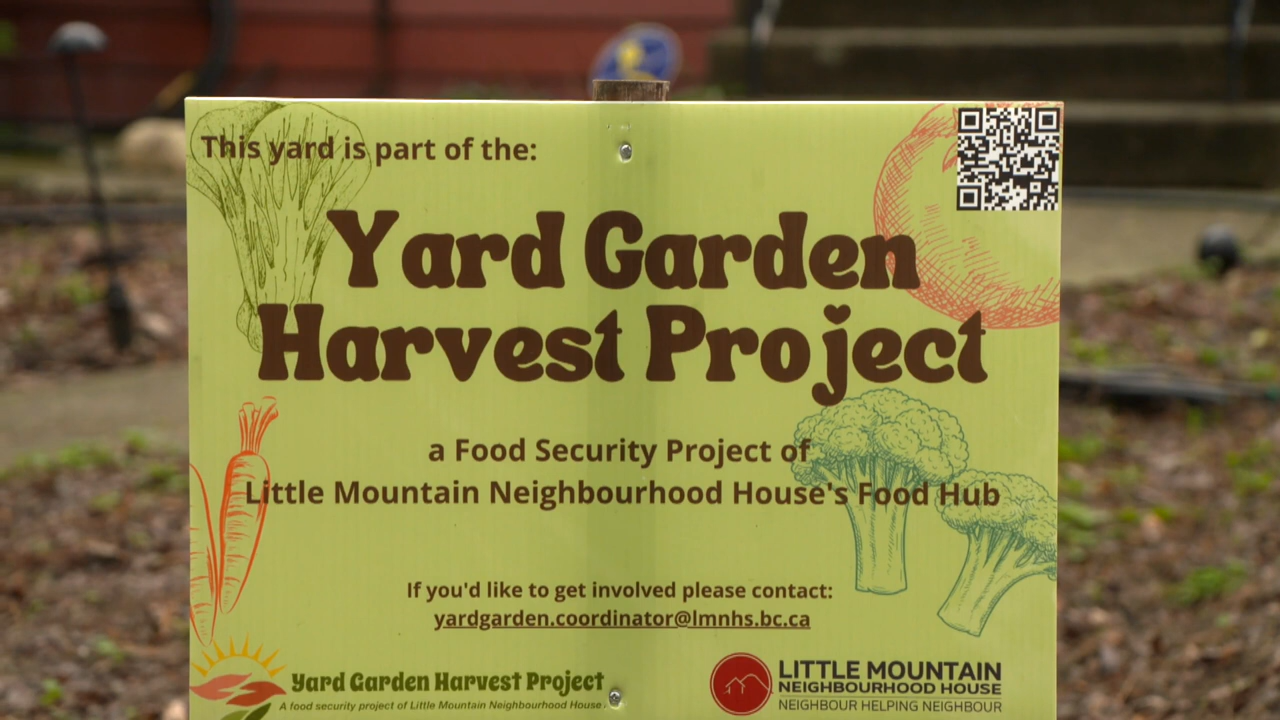 This yard is part of the:
Yard Garden
Harvest Project
a Food Security Project of
Little Mountain Neighbourhood House's Food Hub
If you'd like to get involved please contact:
yardgarden.coordinator@lmnhs.bc.ca
Yard Garden Harvest Project
A food security project of Little Mountain Neighbourhood House
LITTLE MOUNTAIN
NEIGHBOURHOOD HOUSE
NEIGHBOUR HELPING NEIGHBOUR